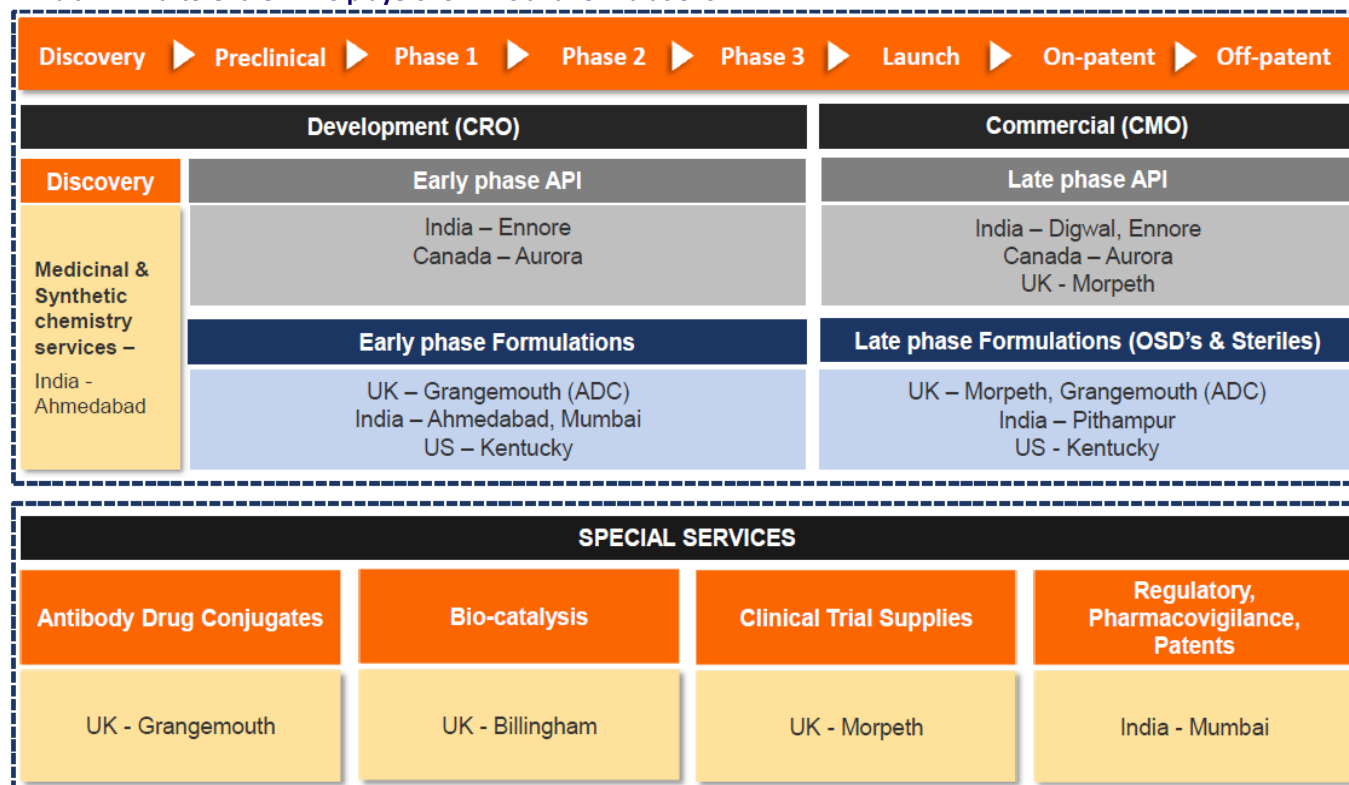 Discovery Preclinical Phase 1 Phase 2 Phase 3 Launch On-patent Off-patent
Development (CRO)
Commercial (CMO)
Discovery
Early phase API
Late phase API
Medicinal &
Synthetic
chemistry
services –
India -
Ahmedabad
India – Ennore
Canada – Aurora
India – Digwal, Ennore
Canada – Aurora
UK - Morpeth
Early phase Formulations
Late phase Formulations (OSD's & Steriles)
UK – Grangemouth (ADC)
India – Ahmedabad, Mumbai
US – Kentucky
UK – Morpeth, Grangemouth (ADC)
India – Pithampur
US - Kentucky
SPECIAL SERVICES
Antibody Drug Conjugates
Bio-catalysis
Clinical Trial Supplies
Regulatory,
Pharmacovigilance,
Patents
UK - Grangemouth
UK - Billingham
UK - Morpeth
India - Mumbai